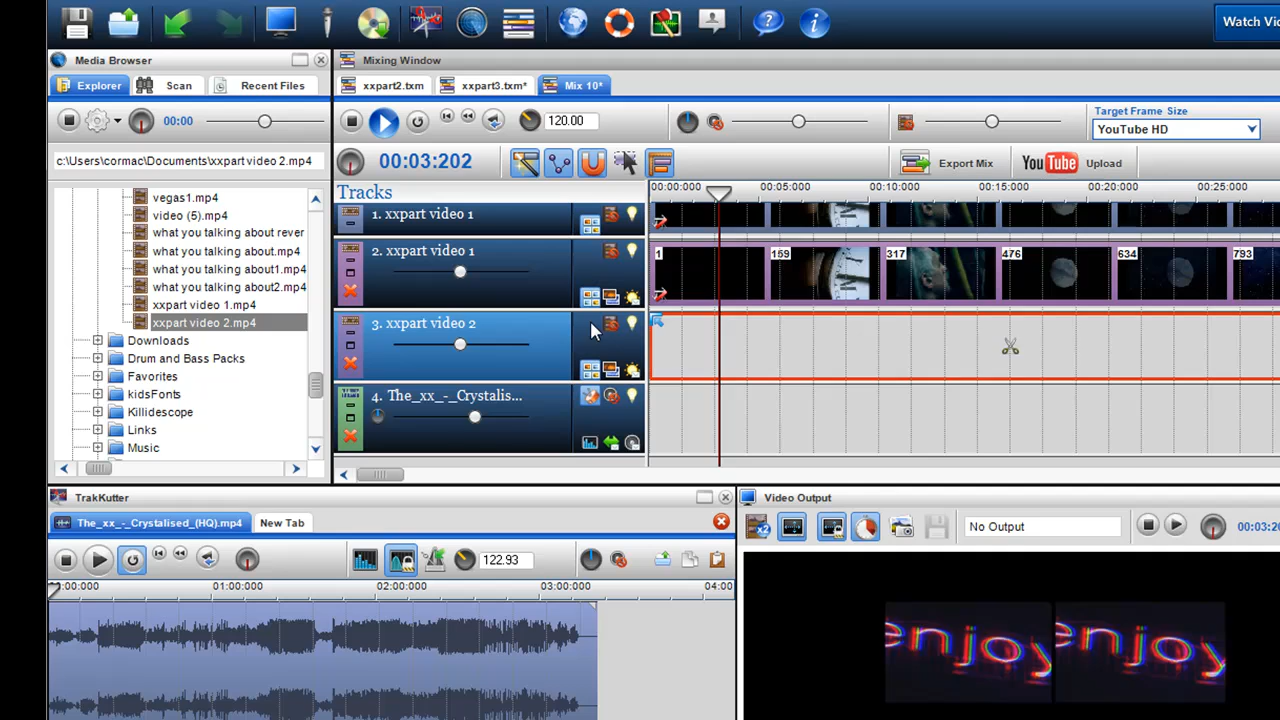 Watch Vi
Media Browser
Mixing Window
Explorer
Scan
Recent Files
xxpart2.txm
xxpart3.txm*
Mix 10*
00:00
120.00
Target Frame Size
YouTube HD
c:\Users\cormac\Documents\xxpart video 2.mp4
00:03:202
Export Mix
YouTube Upload
Tracks
00:00:000
00:05:000
00:10:000
00:15:000
00:20:000
00:25:000
vegas1.mp4
video (5).mp4
what you talking about rever
what you talking about.mp4
what you talking about1.mp4
what you talking about2.mp4
xxpart video 1.mp4
xxpart video 2.mp4
Downloads
Drum and Bass Packs
Favorites
kidsFonts
Killidescope
Links
Music
1. xxpart video 1
2. xxpart video 1
1
159
317
476
634
793
3. xxpart video 2
4. The_xx_-_Crystalis...
TrakKutter
Video Output
The_xx_-_Crystalised_(HQ).mp4
New Tab
122.93
No Output
00:03:20
00:00:000
01:00:000
02:00:000
03:00:000
04:00
enjoy
enjoy